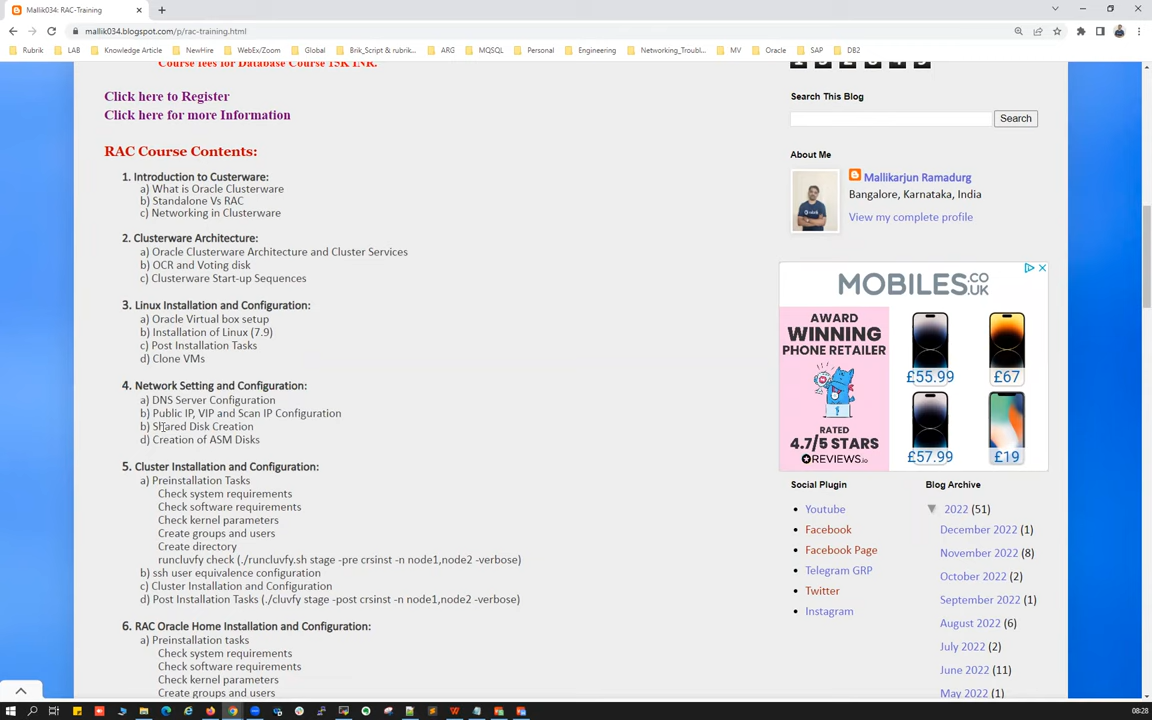 Mallik034: RAC-Training
mallik034.blogspot.com/p/rac-training.html
Rubrik LAB Knowledge Article NewHire WebEx/Zoom Global Brik_Script & rubrik... ARG MQSQL Personal Engineering Networking_Troubl... MV Oracle SAP DB2
Course fees for Database Course 15K INR.
Click here to Register
Click here for more Information
RAC Course Contents:
1. Introduction to Custerware:
a) What is Oracle Clusterware
b) Standalone Vs RAC
c) Networking in Clusterware
2. Clusterware Architecture:
a) Oracle Clusterware Architecture and Cluster Services
b) OCR and Voting disk
c) Clusterware Start-up Sequences
3. Linux Installation and Configuration:
a) Oracle Virtual box setup
b) Installation of Linux (7.9)
c) Post Installation Tasks
d) Clone VMs
4. Network Setting and Configuration:
a) DNS Server Configuration
b) Public IP, VIP and Scan IP Configuration
b) Shared Disk Creation
d) Creation of ASM Disks
5. Cluster Installation and Configuration:
a) Preinstallation Tasks
Check system requirements
Check software requirements
Check kernel parameters
Create groups and users
Create directory
runcluvfy check (./runcluvfy.sh stage -pre crsinst -n node1,node2 -verbose)
b) ssh user equivalence configuration
c) Cluster Installation and Configuration
d) Post Installation Tasks (./cluvfy stage -post crsinst -n node1,node2 -verbose)
6. RAC Oracle Home Installation and Configuration:
a) Preinstallation tasks
Check system requirements
Check software requirements
Check kernel parameters
Create groups and users
Search This Blog
Search
About Me
Mallikarjun Ramadurg
Bangalore, Karnataka, India
View my complete profile
MOBILES.CO.UK
AWARD
WINNING
PHONE RETAILER
RATED
4.7/5 STARS
REVIEWS.io
£55.99
£67
£57.99
£19
Social Plugin
Youtube
Facebook
Facebook Page
Telegram GRP
Twitter
Instagram
Blog Archive
2022 (51)
December 2022 (1)
November 2022 (8)
October 2022 (2)
September 2022 (1)
August 2022 (6)
July 2022 (2)
June 2022 (11)
May 2022 (1)
08:28